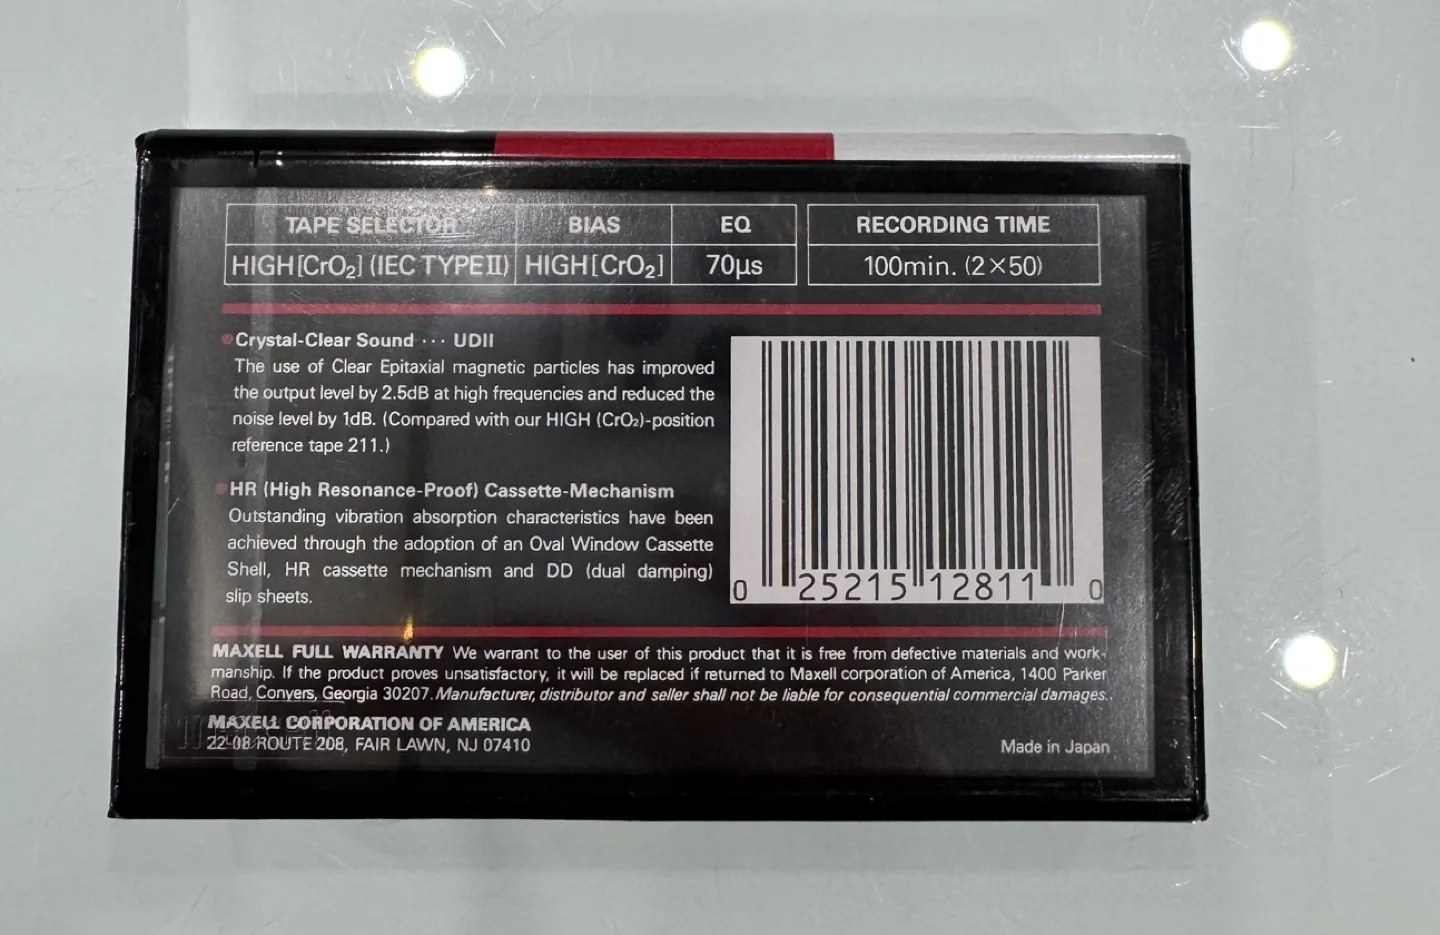 TAPE SELECTOR BIAS EQ RECORDING TIME
HIGH[CrO₂] (IEC TYPEⅡ) HIGH[CrO₂] 70μs 100min. (2×50)
Crystal-Clear Sound ··· UDII
The use of Clear Epitaxial magnetic particles has improved
the output level by 2.5dB at high frequencies and reduced the
noise level by 1dB. (Compared with our HIGH (CrO₂)-position
reference tape 211.)
HR (High Resonance-Proof) Cassette-Mechanism
Outstanding vibration absorption characteristics have been
achieved through the adoption of an Oval Window Cassette
Shell, HR cassette mechanism and DD (dual damping)
slip sheets.
0 25215 12811 0
MAXELL FULL WARRANTY We warrant to the user of this product that it is free from defective materials and work-
manship. If the product proves unsatisfactory, it will be replaced if returned to Maxell corporation of America, 1400 Parker
Road, Conyers, Georgia 30207. Manufacturer, distributor and seller shall not be liable for consequential commercial damages.
MAXELL CORPORATION OF AMERICA
22-08 ROUTE 208, FAIR LAWN, NJ 07410
Made in Japan